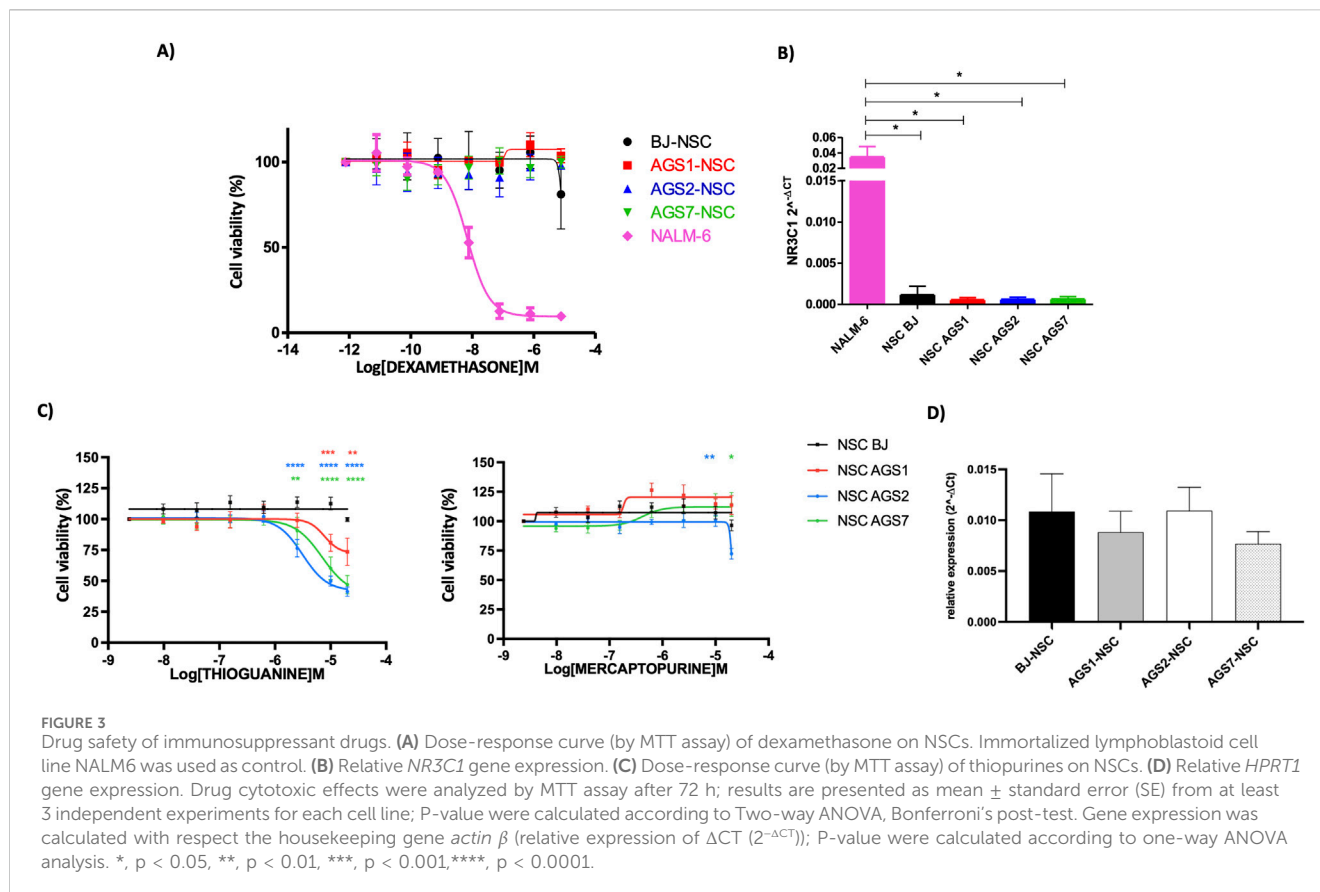 A)
100
50
0
-14
-12
-10
-8
-6
-4
Cell viability (%)
Log[DEXAMETHASONE]M
BJ-NSC
AGS1-NSC
AGS2-NSC
AGS7-NSC
NALM-6
B)
*
*
*
*
0.06
0.04
0.02
0.015
0.010
0.005
0.000
NR3C1 2^-ΔCT
NALM-6
NSC BJ
NSC AGS1
NSC AGS2
NSC AGS7
C)
*** **
**** **** ****
** **** ****
150
125
100
75
50
25
0
-9
-8
-7
-6
-5
-4
Cell viability (%)
Log[THIOGUANINE]M
** *
150
125
100
75
50
25
0
-9
-8
-7
-6
-5
-4
Cell viability (%)
Log[MERCAPTOPURINE]M
NSC BJ
NSC AGS1
NSC AGS2
NSC AGS7
D)
0.015
0.010
0.005
0.000
relative expression (2^-ΔCt)
BJ-NSC
AGS1-NSC
AGS2-NSC
AGS7-NSC
FIGURE 3
Drug safety of immunosuppressant drugs. (A) Dose-response curve (by MTT assay) of dexamethasone on NSCs. Immortalized lymphoblastoid cell
line NALM6 was used as control. (B) Relative NR3C1 gene expression. (C) Dose-response curve (by MTT assay) of thiopurines on NSCs. (D) Relative HPRT1
gene expression. Drug cytotoxic effects were analyzed by MTT assay after 72 h; results are presented as mean ± standard error (SE) from at least
3 independent experiments for each cell line; P-value were calculated according to Two-way ANOVA, Bonferroni's post-test. Gene expression was
calculated with respect the housekeeping gene actin β (relative expression of ΔCT (2⁻ΔCT)); P-value were calculated according to one-way ANOVA
analysis. *, p < 0.05, **, p < 0.01, ***, p < 0.001,****, p < 0.0001.